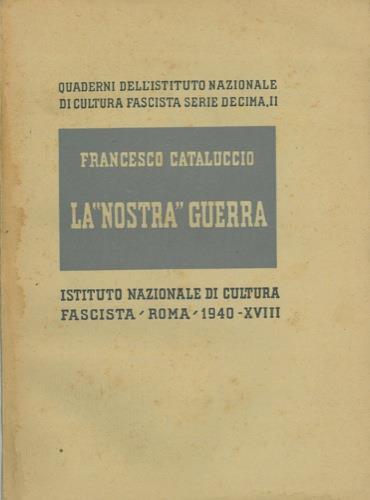 QUADERNI DELL'ISTITUTO NAZIONALE
DI CULTURA FASCISTA SERIE DECIMA, II
FRANCESCO CATALUCCIO
LA "NOSTRA" GUERRA
ISTITUTO NAZIONALE DI CULTURA
FASCISTA - ROMA - 1940 - XVIII